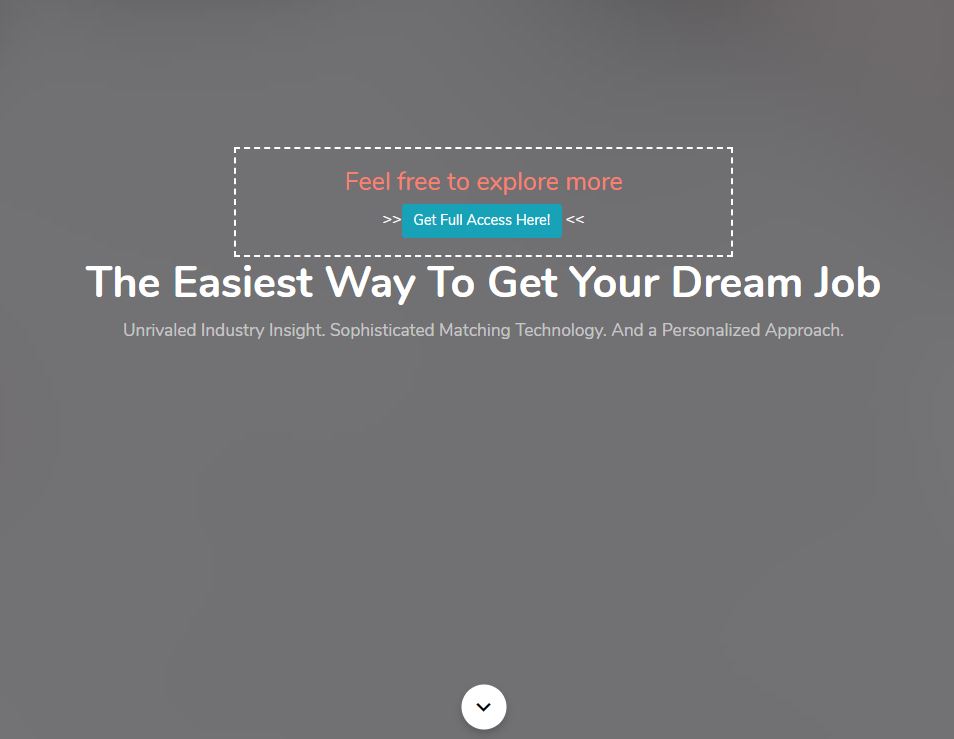 Feel free to explore more
>> Get Full Access Here! <<
The Easiest Way To Get Your Dream Job
Unrivaled Industry Insight. Sophisticated Matching Technology. And a Personalized Approach.